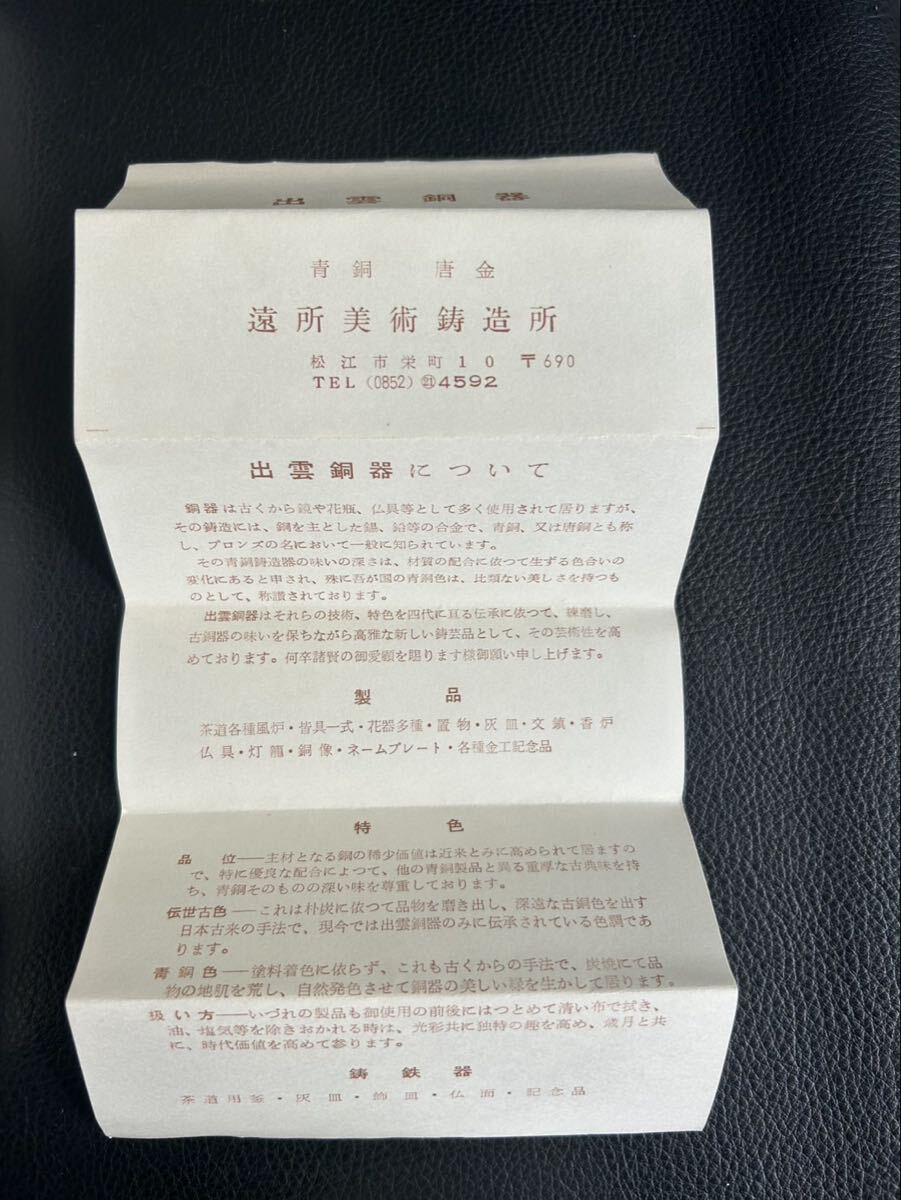 出雲銅器
青銅　唐金
遠所美術鋳造所
松江市栄町10　〒690
TEL (0852) ㉑4592
出雲銅器について
銅器は古くから鏡や花瓶、仏具等として多く使用されて居りますが、
その鋳造には、銅を主とした錫、鉛等の合金で、青銅、又は唐銅とも称
し、ブロンズの名において一般に知られています。
その青銅鋳造器の味いの深さは、材質の配合に依つて生ずる色合いの
変化にあると申され、殊に吾が国の青銅色は、比類ない美しさを持つも
のとして、称讃されております。
出雲銅器はそれらの技術、特色を四代に亘る伝承に依つて、錬磨し、
古銅器の味いを保ちながら高雅な新しい鋳芸品として、その芸術性を高
めております。何卒諸賢の御愛顧を賜ります様御願い申し上げます。
製品
茶道各種風炉・皆具一式・花器多種・置物・灰皿・文鎮・香炉
仏具・灯籠・銅像・ネームプレート・各種金工記念品
特色
品位──主材となる銅の稀少価値は近米とみに高められて居ますの
で、特に優良な配合によつて、他の青銅製品と異る重厚な古典味を持
ち、青銅そのものの深い味を尊重しております。
伝世古色──これは朴炭に依つて品物を磨き出し、深遠な古銅色を出す
日本古米の手法で、現今では出雲銅器のみに伝承されている色調であ
ります。
青銅色──塗料着色に依らず、これも古くからの手法で、炭焼にて品
物の地肌を荒し、自然発色させて銅器の美しい様を生かして居ります。
扱い方──いづれの製品も御使用の前後にはつとめて清い布で拭き、
油、塩気等を除きおかれる時は、光彩共に独特の趣を高め、歳月と共
に、時代価値を高めて参ります。
鋳鉄器
茶道用釜・灰皿・飾皿・仏面・記念品